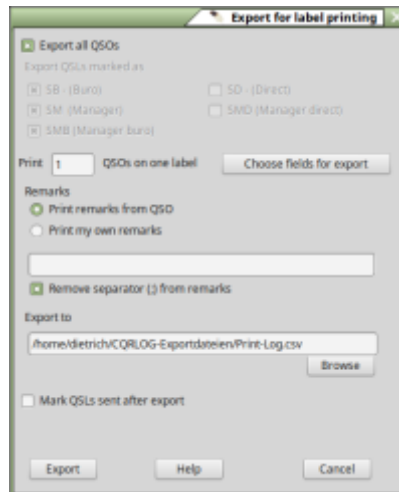 Export for label printing
Export all QSOs
Export QSLs marked as
SB - (Buro) SD - (Direct)
SM - (Manager) SMD (Manager direct)
SMB (Manager buro)
Print 1 QSOs on one label Choose fields for export
Remarks
Print remarks from QSO
Print my own remarks
Remove separator (;) from remarks
Export to
/home/dietrich/CQRLOG-Exportdateien/Print-Log.csv
Browse
Mark QSLs sent after export
Export Help Cancel